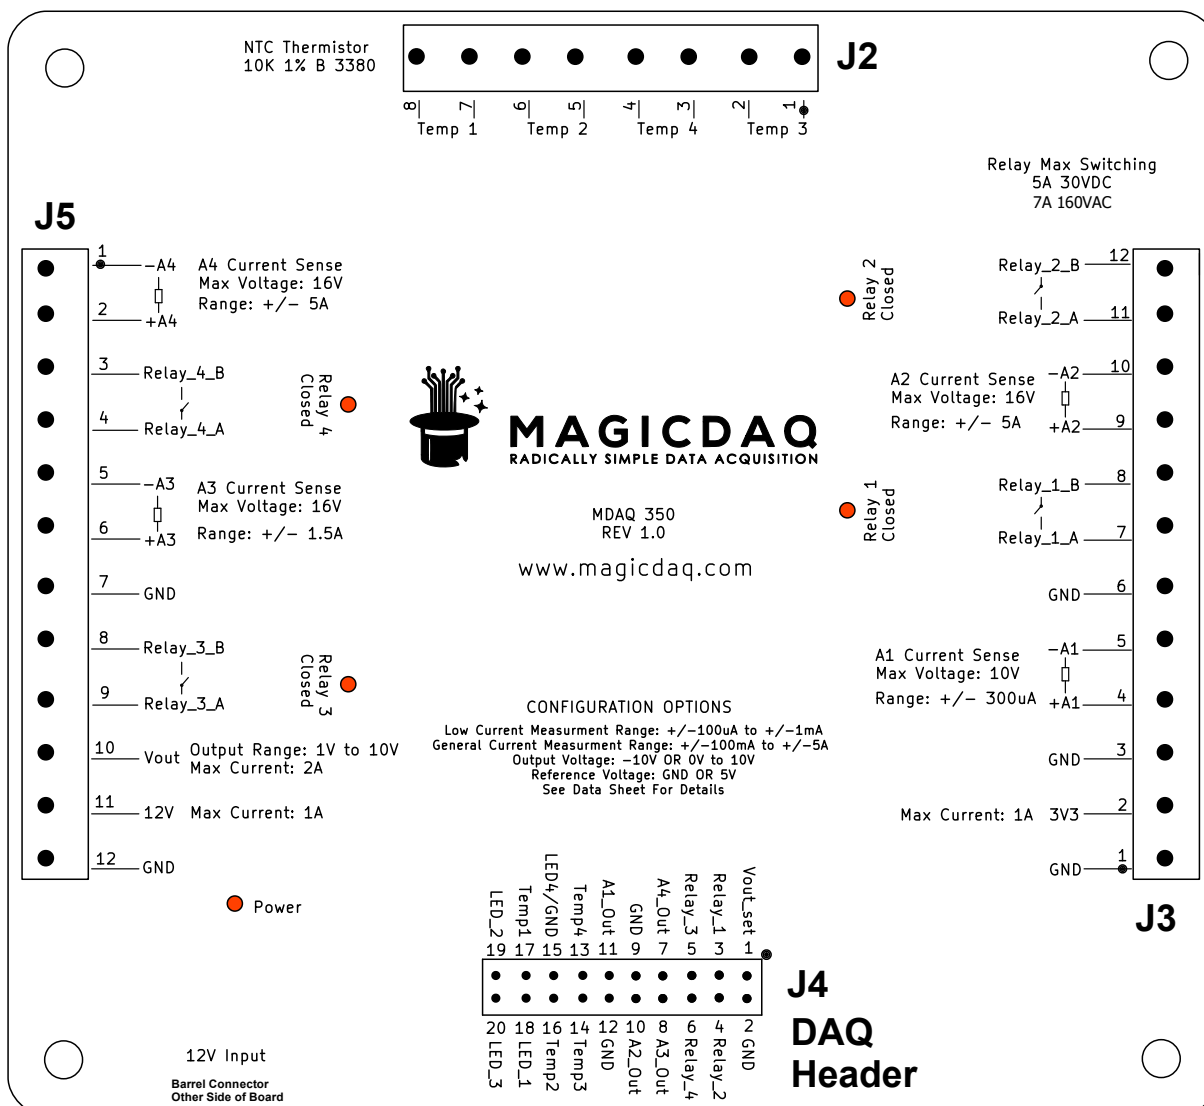 NTC Thermistor
10K 1% B 3380
J2
8 7 6 5 4 3 2 1
Temp 1 Temp 2 Temp 4 Temp 3
Relay Max Switching
5A 30VDC
7A 160VAC
J5
1 -A4 A4 Current Sense
Max Voltage: 16V
Range: +/- 5A
2 +A4
3 Relay_4_B
4 Relay_4_A
Relay 4
Closed
5 -A3 A3 Current Sense
Max Voltage: 16V
Range: +/- 1.5A
6 +A3
7 GND
8 Relay_3_B
9 Relay_3_A
Relay 3
Closed
10 Vout Output Range: 1V to 10V
Max Current: 2A
11 12V Max Current: 1A
12 GND
Power
MAGICDAQ
RADICALLY SIMPLE DATA ACQUISITION
MDAQ 350
REV 1.0
www.magicdaq.com
CONFIGURATION OPTIONS
Low Current Measurment Range: +/-100uA to +/-1mA
General Current Measurment Range: +/-100mA to +/-5A
Output Voltage: -10V OR 0V to 10V
Reference Voltage: GND OR 5V
See Data Sheet For Details
Relay 2
Closed
Relay_2_B 12
Relay_2_A 11
A2 Current Sense -A2 10
Max Voltage: 16V
Range: +/- 5A +A2 9
Relay 1
Closed
Relay_1_B 8
Relay_1_A 7
GND 6
-A1 5
A1 Current Sense
Max Voltage: 10V
Range: +/- 300uA +A1 4
GND 3
Max Current: 1A 3V3 2
GND 1
J3
LED_2 Temp1 LED4/GND Temp4 A1_Out GND A4_Out Relay_3 Relay_1 Vout_set
19 17 15 13 11 9 7 5 3 1
J4
DAQ
Header
20 18 16 14 12 10 8 6 4 2
LED_3 LED_1 Temp2 Temp3 GND A2_Out A3_Out Relay_4 Relay_2 GND
12V Input
Barrel Connector
Other Side of Board